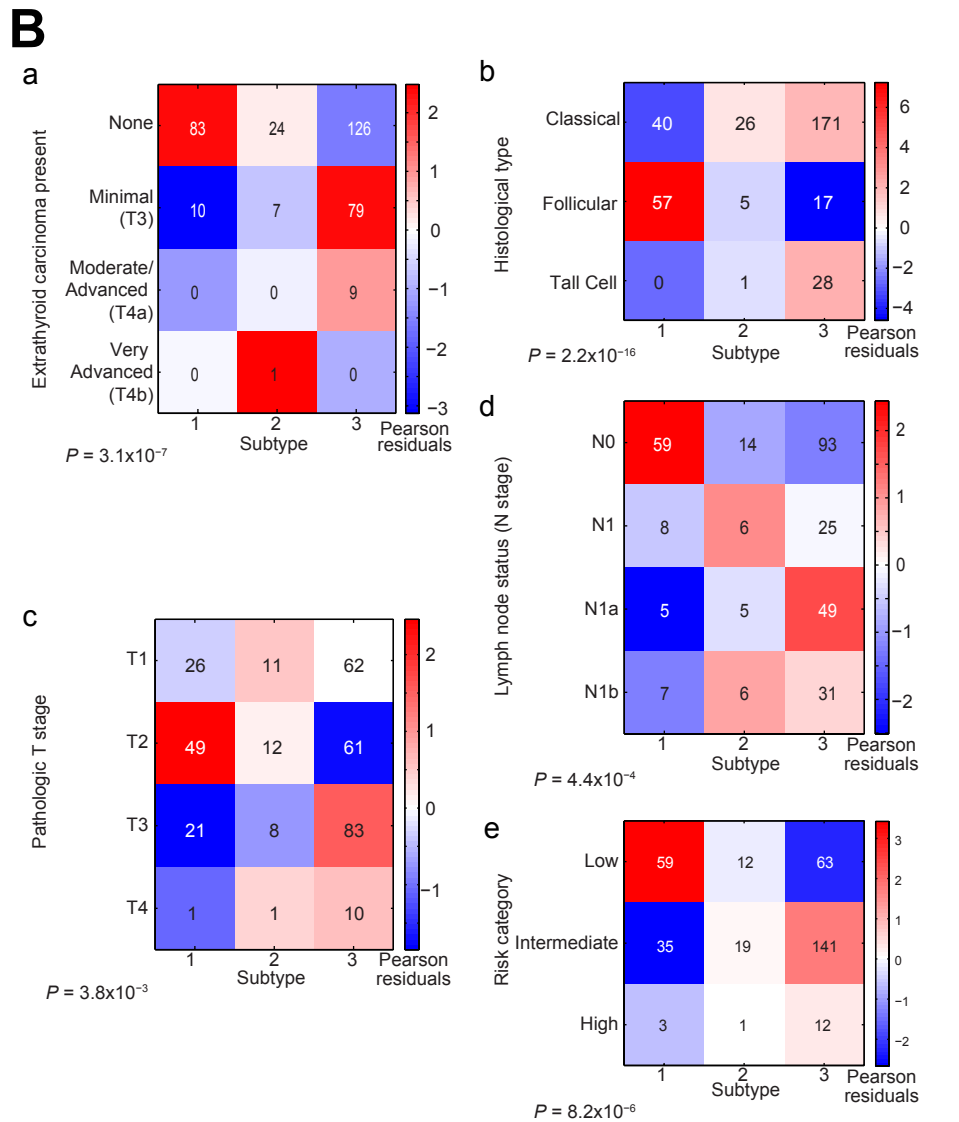 B
a
Extrathyroid carcinoma present
None
83
24
126
Minimal
(T3)
10
7
79
Moderate/
Advanced
(T4a)
0
0
9
Very
Advanced
(T4b)
0
1
0
2
1
0
−1
−2
−3
1
2
3
Subtype
Pearson
residuals
P = 3.1x10⁻⁷
b
Histological type
Classical
40
26
171
Follicular
57
5
17
Tall Cell
0
1
28
6
4
2
0
−2
−4
1
2
3
Subtype
Pearson
residuals
P = 2.2x10⁻¹⁶
c
Pathologic T stage
T1
26
11
62
T2
49
12
61
T3
21
8
83
T4
1
1
10
2
1
0
−1
1
2
3
Subtype
Pearson
residuals
P = 3.8x10⁻³
d
Lymph node status (N stage)
N0
59
14
93
N1
8
6
25
N1a
5
5
49
N1b
7
6
31
2
1
0
−1
−2
1
2
3
Subtype
Pearson
residuals
P = 4.4x10⁻⁴
e
Risk category
Low
59
12
63
Intermediate
35
19
141
High
3
1
12
3
2
1
0
−1
−2
1
2
3
Subtype
Pearson
residuals
P = 8.2x10⁻⁶